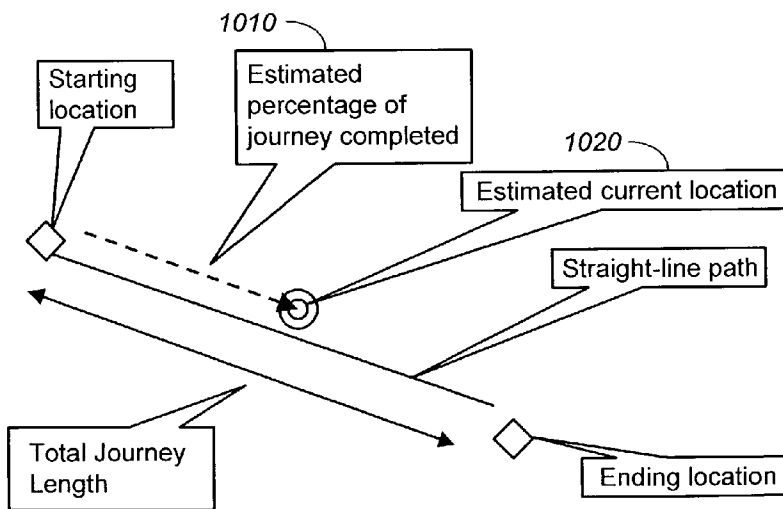 1010
Starting
location
Estimated
percentage of
journey completed
1020
Estimated current location
Straight-line path
Total Journey
Length
Ending location